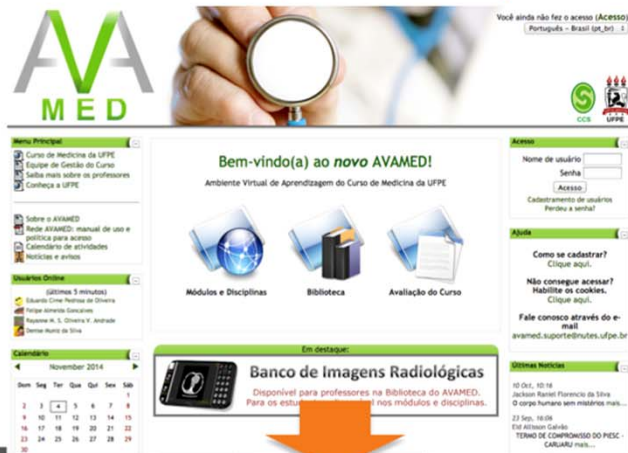 AVA
MED
Você ainda não fez o acesso (Acesso)
Português - Brasil (pt_br)
CCS
UFPE
Menu Principal
Curso de Medicina da UFPE
Equipe de Gestão do Curso
Saiba mais sobre os professores
Conheça a UFPE
Sobre o AVAMED
Rede AVAMED: manual de uso e
política para acesso
Calendário de atividades
Notícias e avisos
Usuários Online
(últimos 5 minutos)
Eduardo Cirne Pedrosa de Oliveira
Felipe Almeida Goncalves
Rayanne M. S. Oliveira V. Andrade
Denise Muniz da Silva
Calendário
November 2014
Dom Seg Ter Qua Qui Sex Sáb
1
2 3 4 5 6 7 8
9 10 11 12 13 14 15
16 17 18 19 20 21 22
23 24 25 26 27 28 29
30
Bem-vindo(a) ao novo AVAMED!
Ambiente Virtual de Aprendizagem do Curso de Medicina da UFPE
Módulos e Disciplinas
Biblioteca
Avaliação do Curso
Em destaque:
Banco de Imagens Radiológicas
Disponível para professores na Biblioteca do AVAMED.
Para os nos módulos e disciplinas.
Acesso
Nome de usuário
Senha
Acesso
Cadastramento de usuários
Perdeu a senha?
Ajuda
Como se cadastrar?
Clique aqui.
Não consegue acessar?
Habilite os cookies.
Clique aqui.
Fale conosco através do e-
mail
avamed.suporte@nutes.ufpe.br
Últimas Notícias
10 Oct, 10:16
Jackson Raniel Florencio da Silva
O corpo humano sem mistérios mais...
23 Sep, 16:06
Galvão
TERMO DE COMPROMISSO DO PIESC -
CARUARU mais...